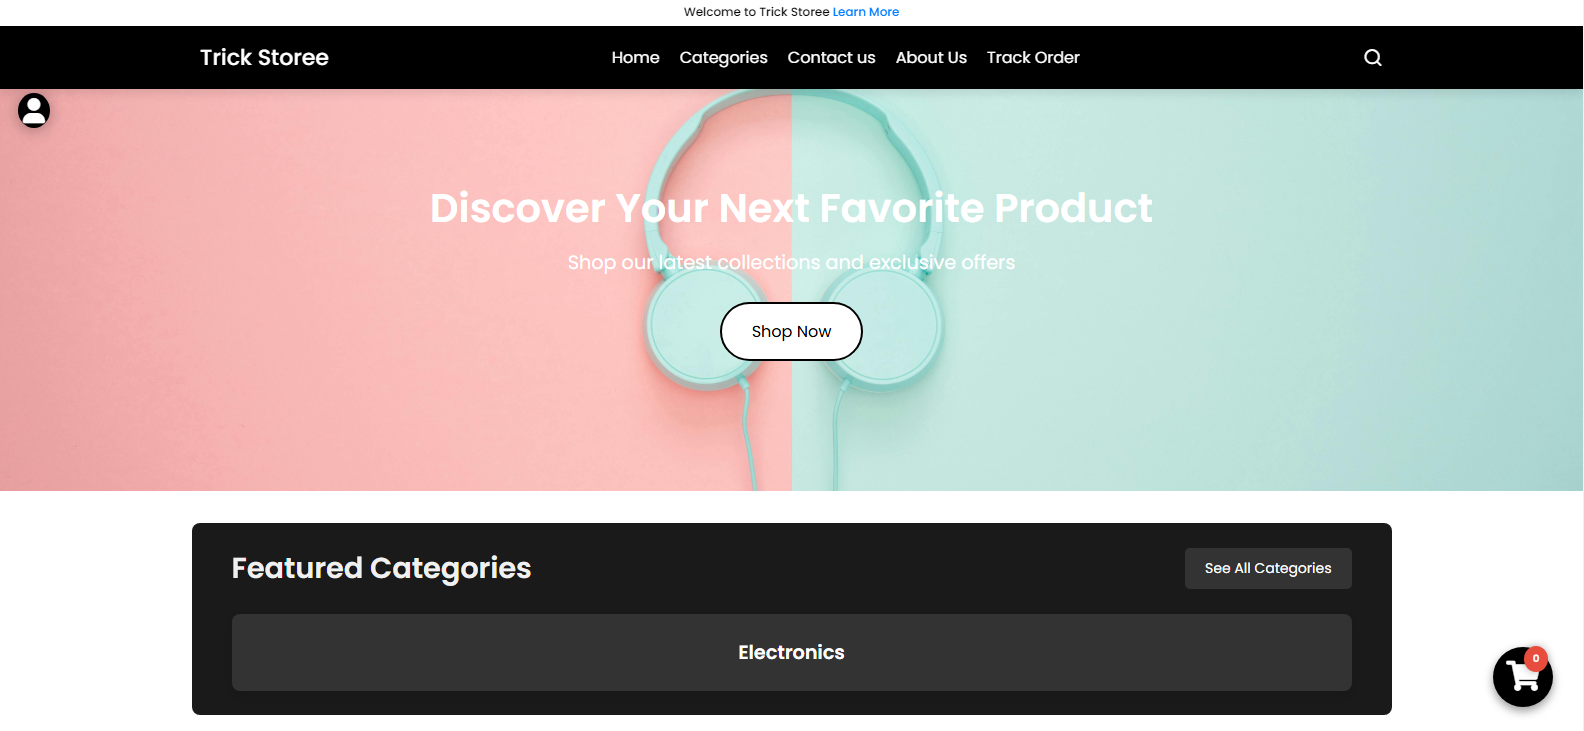 Welcome to Trick Storee Learn More
Trick Storee
Home Categories Contact us About Us Track Order
Discover Your Next Favorite Product
Shop our latest collections and exclusive offers
Shop Now
Featured Categories
See All Categories
Electronics
0